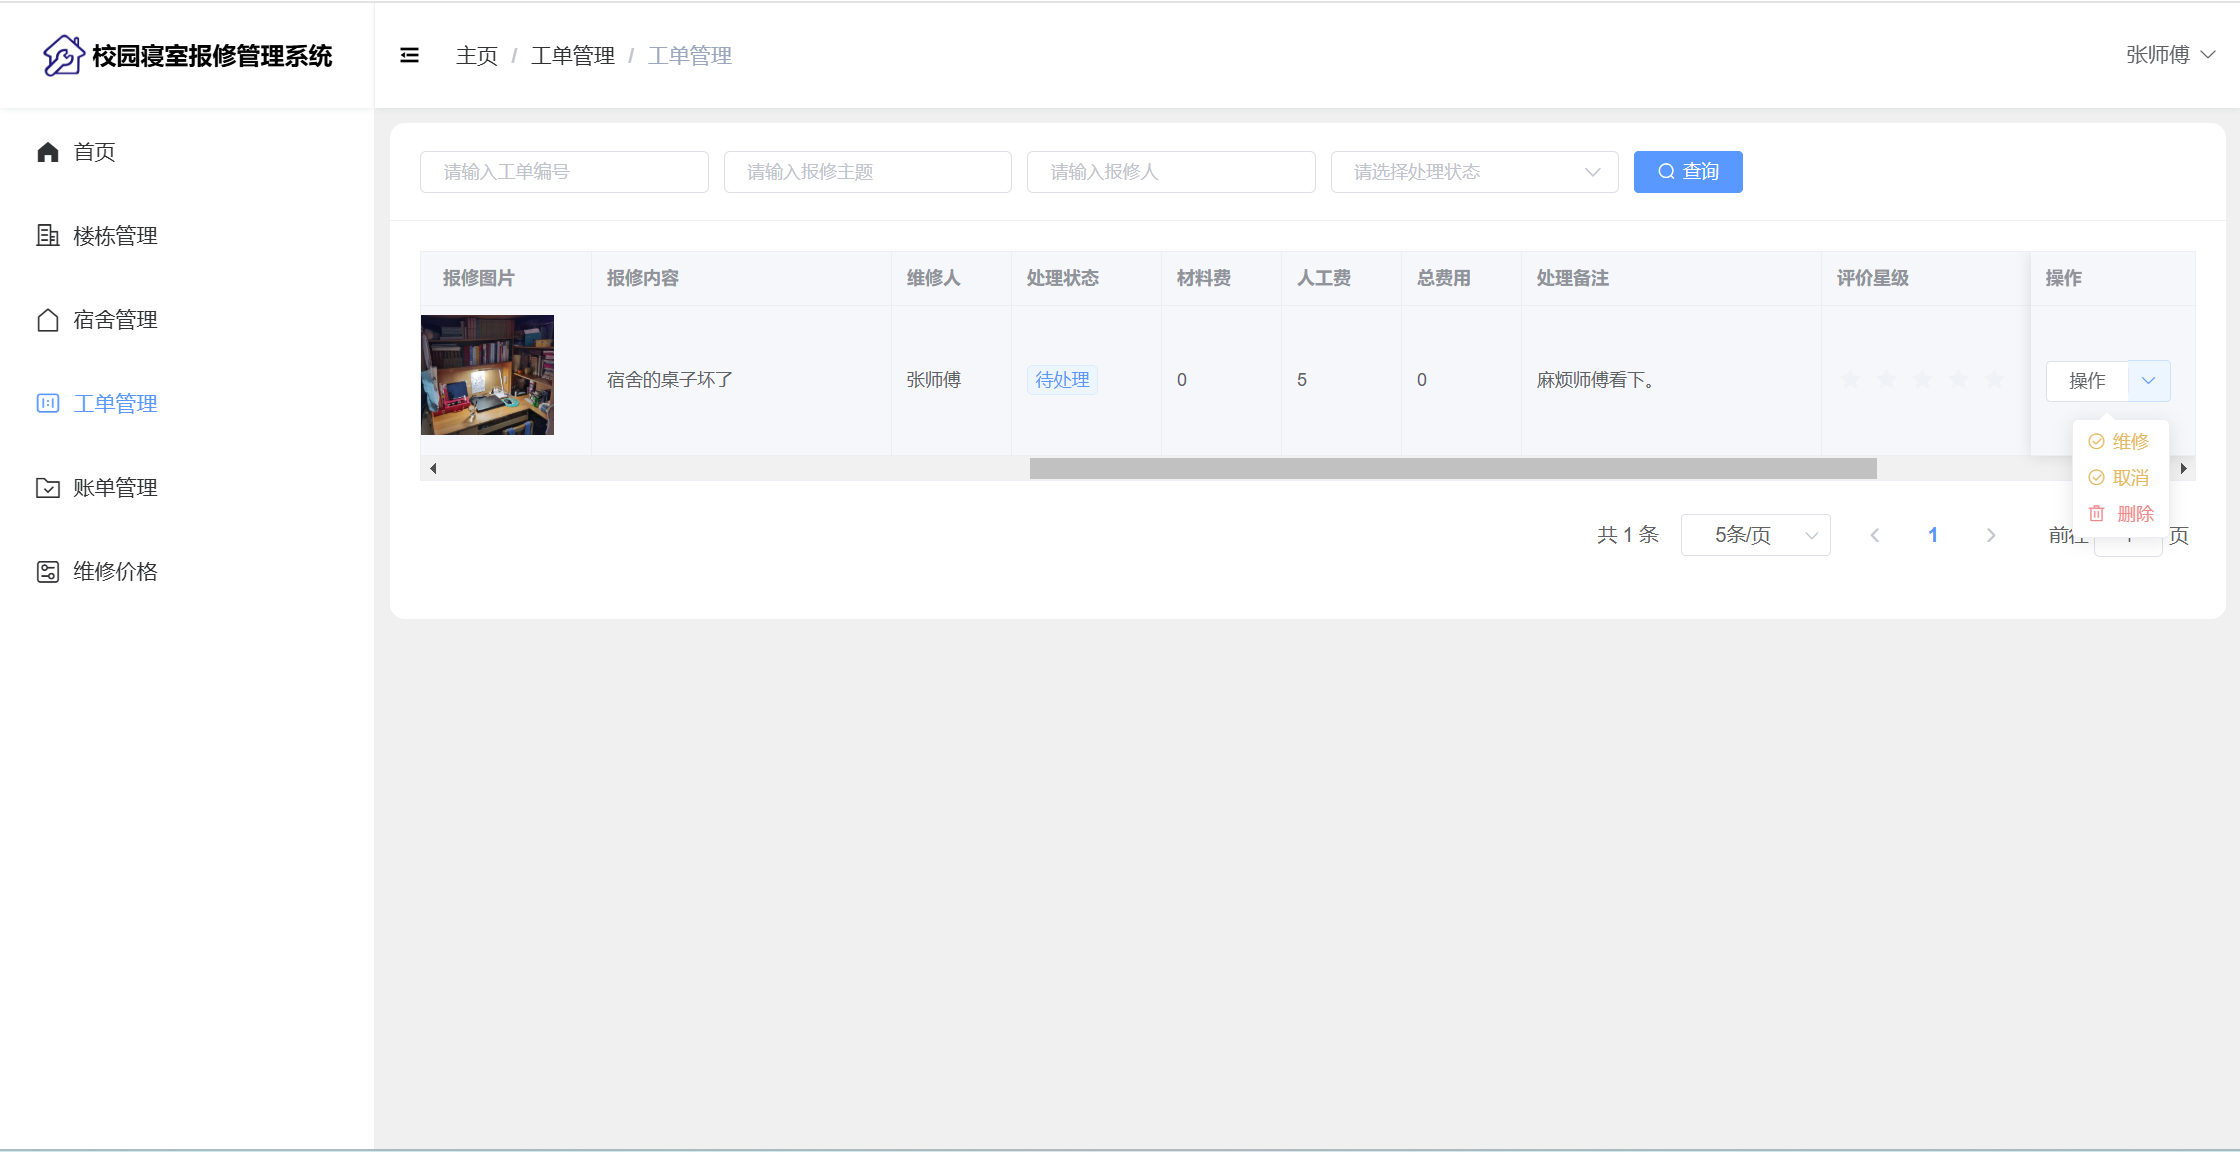 校园寝室报修管理系统
主页 / 工单管理 / 工单管理
张师傅
首页
楼栋管理
宿舍管理
工单管理
账单管理
维修价格
请输入工单编号 请输入报修主题 请输入报修人 请选择处理状态 查询
报修图片 报修内容 维修人 处理状态 材料费 人工费 总费用 处理备注 评价星级 操作
宿舍的桌子坏了 张师傅 待处理 0 5 0 麻烦师傅看下。 操作
维修
取消
删除
共 1 条 5条/页 1 前往 页